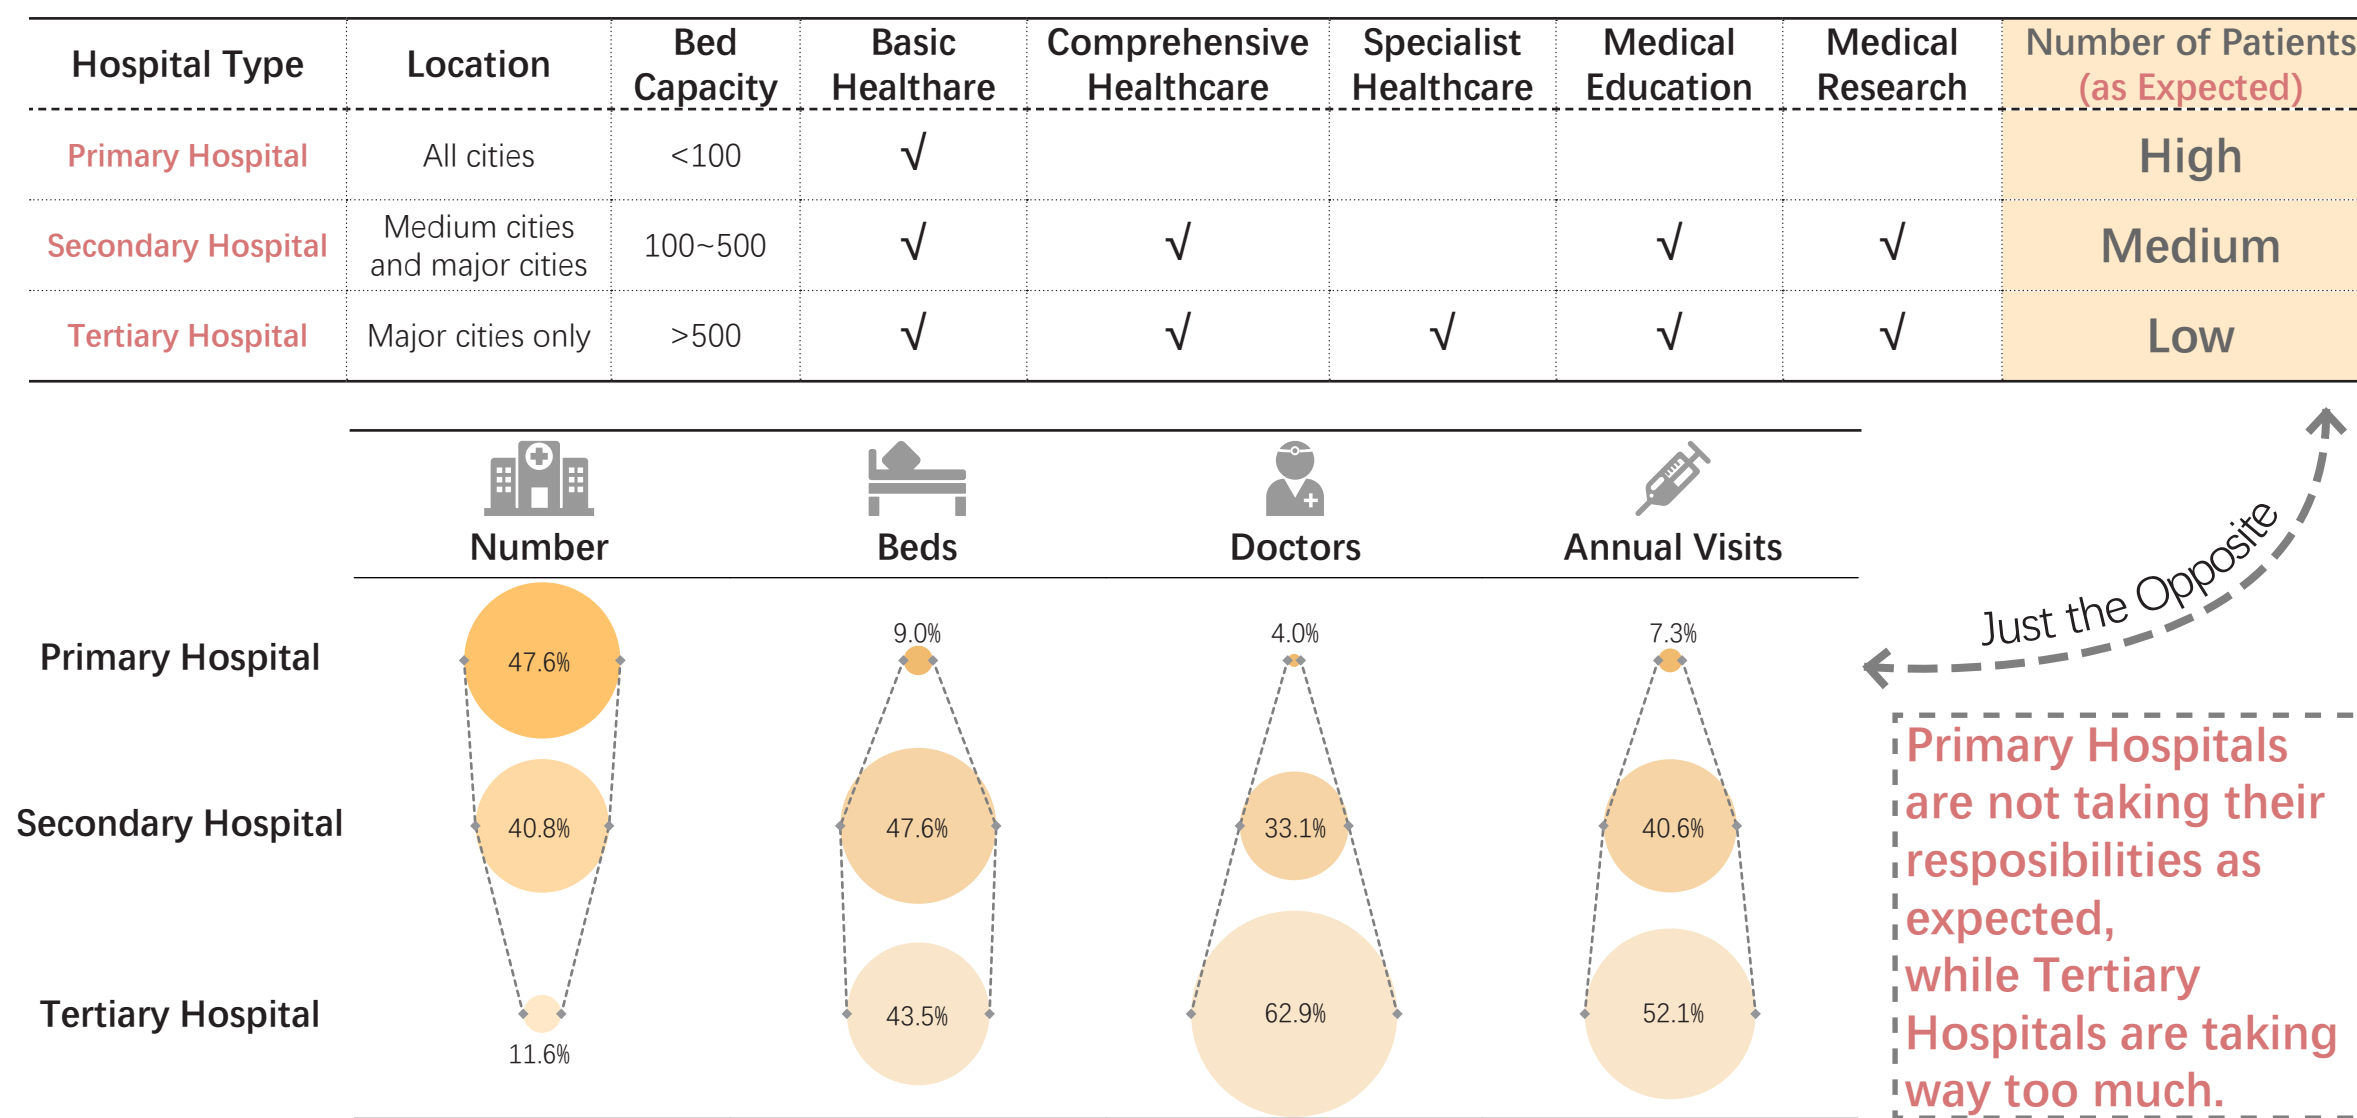 Hospital Type Location Bed Capacity Basic Healthare Comprehensive Healthcare Specialist Healthcare Medical Education Medical Research Number of Patients (as Expected)
Primary Hospital All cities <100 √ High
Secondary Hospital Medium cities and major cities 100~500 √ √ √ √ Medium
Tertiary Hospital Major cities only >500 √ √ √ √ √ Low
Number Beds Doctors Annual Visits
Primary Hospital 47.6% 9.0% 4.0% 7.3%
Secondary Hospital 40.8% 47.6% 33.1% 40.6%
Tertiary Hospital 11.6% 43.5% 62.9% 52.1%
Just the Opposite
Primary Hospitals
are not taking their
resposibilities as
expected,
while Tertiary
Hospitals are taking
way too much.